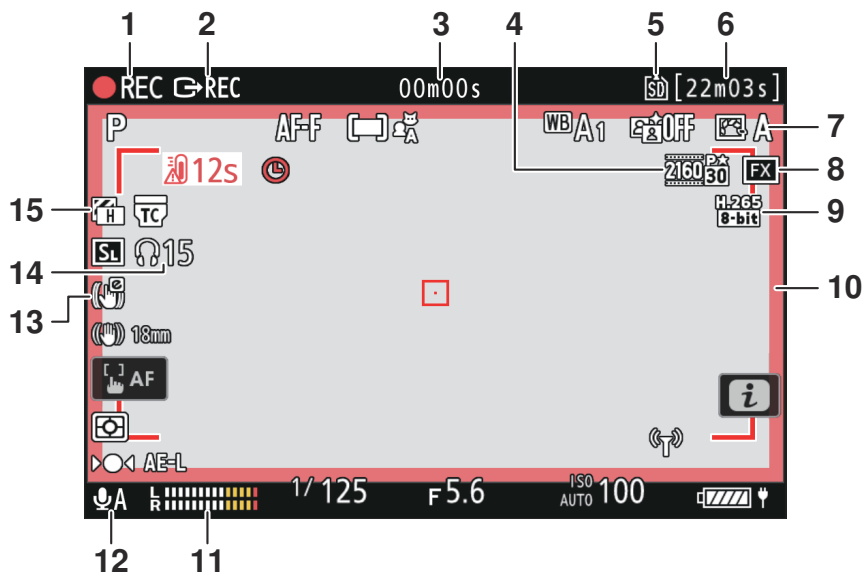 1 2 3 4 5 6
REC REC 00m00s SD [22m03s]
P AF-F WB A1 OFF A 7
12s 2160 P★ 30 FX 8
15 H TC H.265 8-bit 9
SL 15
14
13 10
18mm
AF i
AE-L
A L R 1/125 F5.6 ISO AUTO 100
12 11